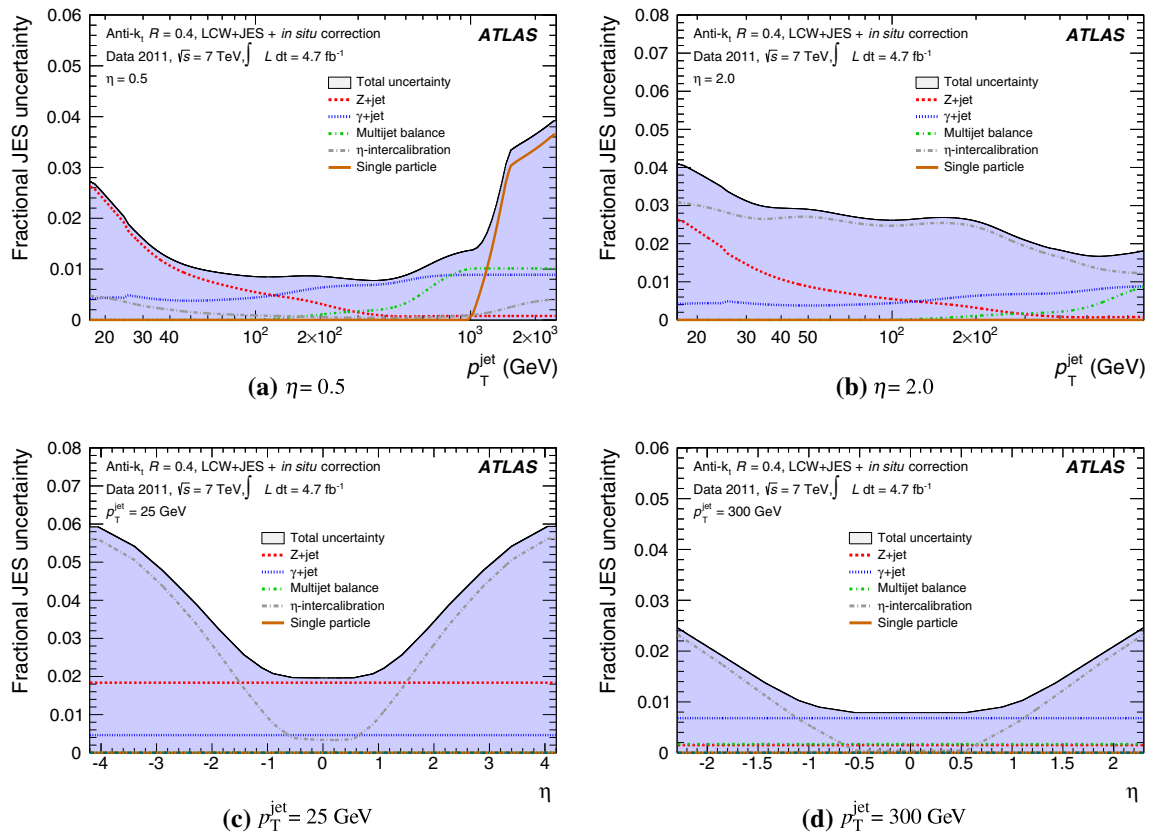 Fractional JES uncertainty
0.06
0.05
0.04
0.03
0.02
0.01
0
Anti-kt R = 0.4, LCW+JES + in situ correction
ATLAS
Data 2011, √s = 7 TeV, ∫ L dt = 4.7 fb-1
η = 0.5
Total uncertainty
Z+jet
γ+jet
Multijet balance
η-intercalibration
Single particle
20 30 40 10² 2×10² 10³ 2×10³
pTjet (GeV)
(a) η = 0.5
Fractional JES uncertainty
0.08
0.07
0.06
0.05
0.04
0.03
0.02
0.01
0
Anti-kt R = 0.4, LCW+JES + in situ correction
ATLAS
Data 2011, √s = 7 TeV, ∫ L dt = 4.7 fb-1
η = 2.0
Total uncertainty
Z+jet
γ+jet
Multijet balance
η-intercalibration
Single particle
20 30 40 50 10² 2×10²
pTjet (GeV)
(b) η = 2.0
Fractional JES uncertainty
0.08
0.07
0.06
0.05
0.04
0.03
0.02
0.01
0
Anti-kt R = 0.4, LCW+JES + in situ correction
ATLAS
Data 2011, √s = 7 TeV, ∫ L dt = 4.7 fb-1
pTjet = 25 GeV
Total uncertainty
Z+jet
γ+jet
Multijet balance
η-intercalibration
Single particle
-4 -3 -2 -1 0 1 2 3 4
η
(c) pTjet = 25 GeV
Fractional JES uncertainty
0.06
0.05
0.04
0.03
0.02
0.01
0
Anti-kt R = 0.4, LCW+JES + in situ correction
ATLAS
Data 2011, √s = 7 TeV, ∫ L dt = 4.7 fb-1
pTjet = 300 GeV
Total uncertainty
Z+jet
γ+jet
Multijet balance
η-intercalibration
Single particle
-2 -1.5 -1 -0.5 0 0.5 1 1.5 2
η
(d) pTjet = 300 GeV